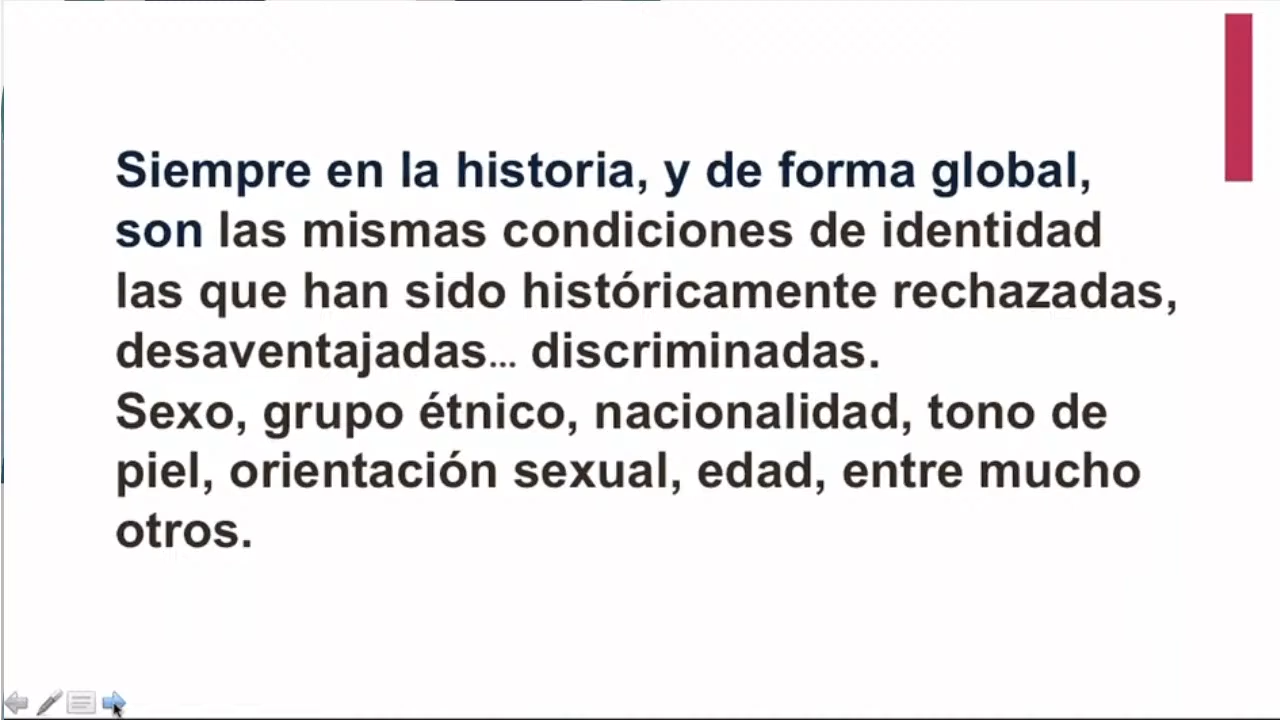 Siempre en la historia, y de forma global,
son las mismas condiciones de identidad
las que han sido históricamente rechazadas,
desaventajadas... discriminadas.
Sexo, grupo étnico, nacionalidad, tono de
piel, orientación sexual, edad, entre mucho
otros.